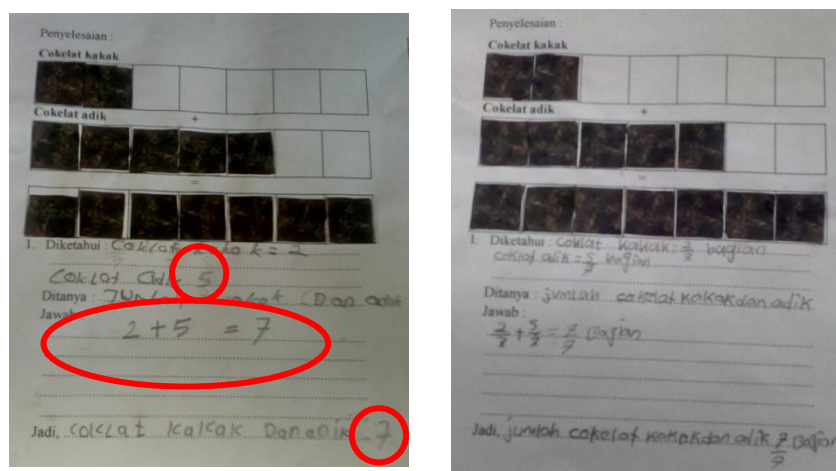 Penyelesaian :
Cokelat kakak
Cokelat adik
+
=
1. Diketahui : Coklat kakak = 2
Coklat adik 5
Ditanya : Jumlah coklat Dan adik
Jawab
2 + 5 = 7
Jadi, coklat kakak Dan adik = 7
Penyelesaian :
Cokelat kakak
+
Cokelat adik
=
1. Diketahui : coklat kakak = 2/7 bagian
coklat adik = 5/7 bagian
Ditanya : jumlah cokelat kakak dan adik
Jawab :
2/7 + 5/7 = 7/7 Bagian
Jadi, jumlah cokelat kakak dan adik 7/7 Bagian